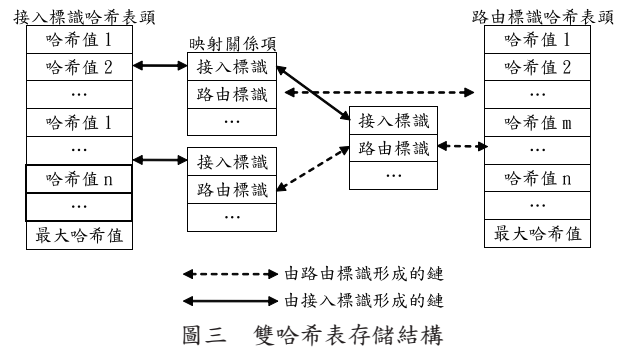 接入標識哈希表頭
哈希值1
哈希值2
…
哈希值1
…
哈希值n
…
最大哈希值
映射關係項
接入標識
路由標識
…
接入標識
路由標識
…
接入標識
路由標識
…
路由標識哈希表頭
哈希值1
哈希值2
…
哈希值m
…
哈希值n
…
最大哈希值
由路由標識形成的鏈
由接入標識形成的鏈
圖三 雙哈希表存儲結構